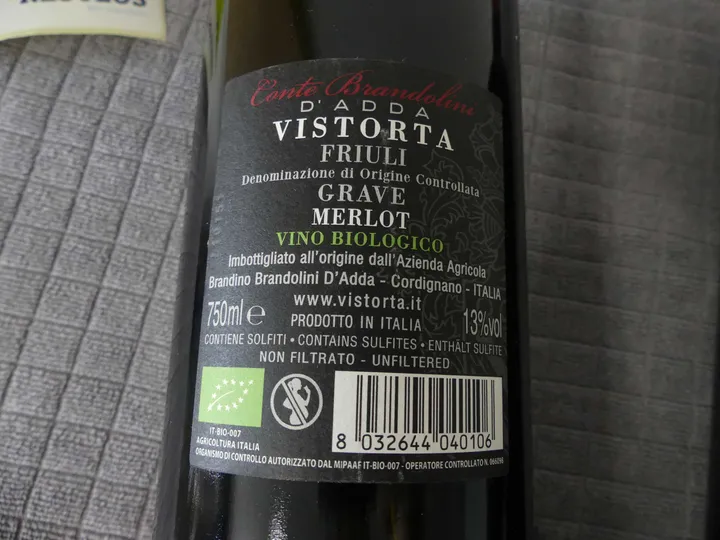 Conte Brandolini
D'ADDA
VISTORTA
FRIULI
Denominazione di Origine Controllata
GRAVE
MERLOT
VINO BIOLOGICO
Imbottigliato all'origine dall'Azienda Agricola
Brandino Brandolini D'Adda - Cordignano - ITALIA
www.vistorta.it
750ml e PRODOTTO IN ITALIA 13%vol
CONTIENE SOLFITI • CONTAINS SULFITES • ENTHÄLT SULFITE
NON FILTRATO - UNFILTERED
8 032644 040106
IT-BIO-007
AGRICOLTURA ITALIA
ORGANISMO DI CONTROLLO AUTORIZZATO DAL MIPAAF IT-BIO-007 - OPERATORE CONTROLLATO N.